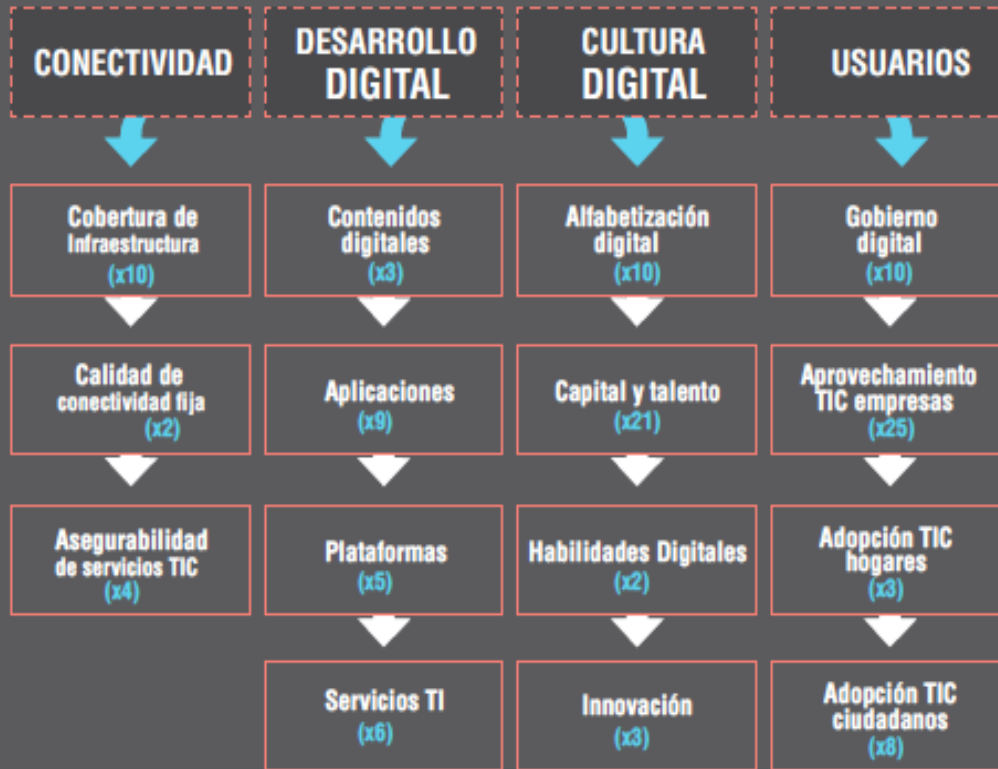 CONECTIVIDAD
DESARROLLO
DIGITAL
CULTURA
DIGITAL
USUARIOS
Cobertura de
Infraestructura
(x10)
Contenidos
digitales
(x3)
Alfabetización
digital
(x10)
Gobierno
digital
(x10)
Calidad de
conectividad fija
(x2)
Aplicaciones
(x9)
Capital y talento
(x21)
Aprovechamiento
TIC empresas
(x25)
Asegurabilidad
de servicios TIC
(x4)
Plataformas
(x5)
Habilidades Digitales
(x2)
Adopción TIC
hogares
(x3)
Servicios TI
(x6)
Innovación
(x3)
Adopción TIC
ciudadanos
(x8)